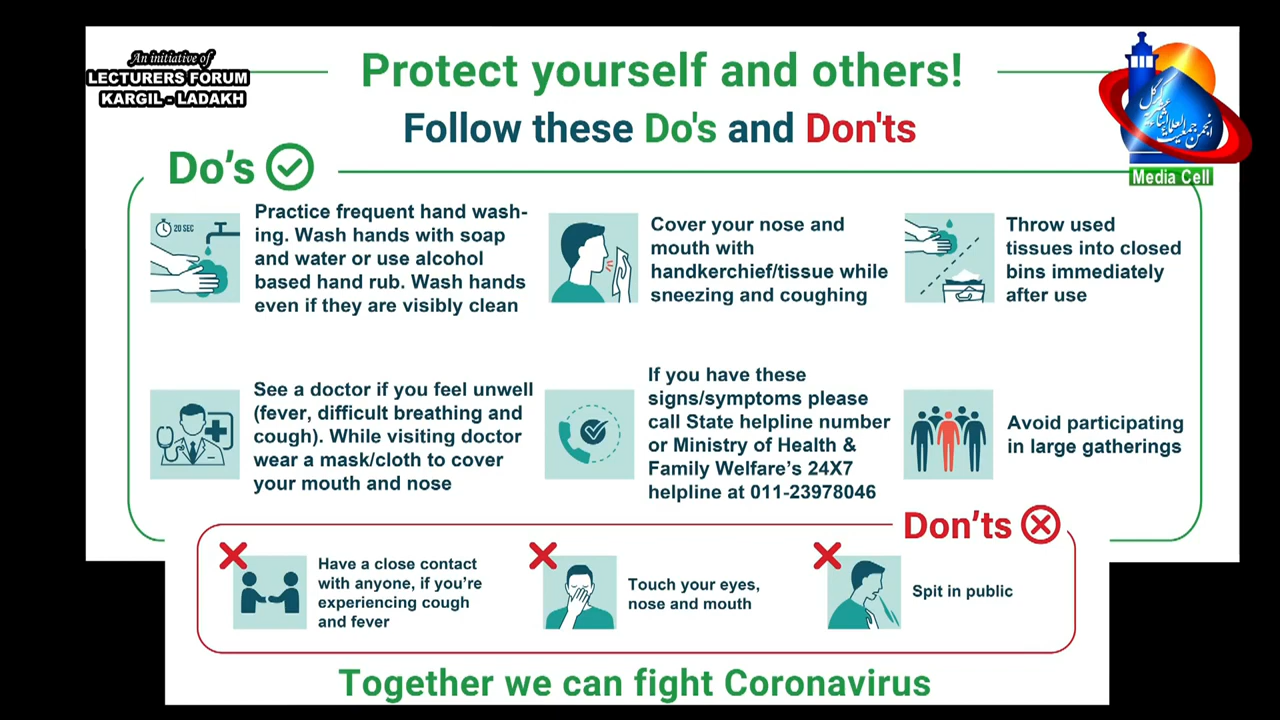 An initiative of
LECTURERS FORUM
KARGIL - LADAKH
Protect yourself and others!
Follow these Do's and Don'ts
Media Cell
Do's
20 SEC
Practice frequent hand wash-
ing. Wash hands with soap
and water or use alcohol
based hand rub. Wash hands
even if they are visibly clean
Cover your nose and
mouth with
handkerchief/tissue while
sneezing and coughing
Throw used
tissues into closed
bins immediately
after use
See a doctor if you feel unwell
(fever, difficult breathing and
cough). While visiting doctor
wear a mask/cloth to cover
your mouth and nose
If you have these
signs/symptoms please
call State helpline number
or Ministry of Health &
Family Welfare's 24X7
helpline at 011-23978046
Avoid participating
in large gatherings
Don'ts
Have a close contact
with anyone, if you're
experiencing cough
and fever
Touch your eyes,
nose and mouth
Spit in public
Together we can fight Coronavirus